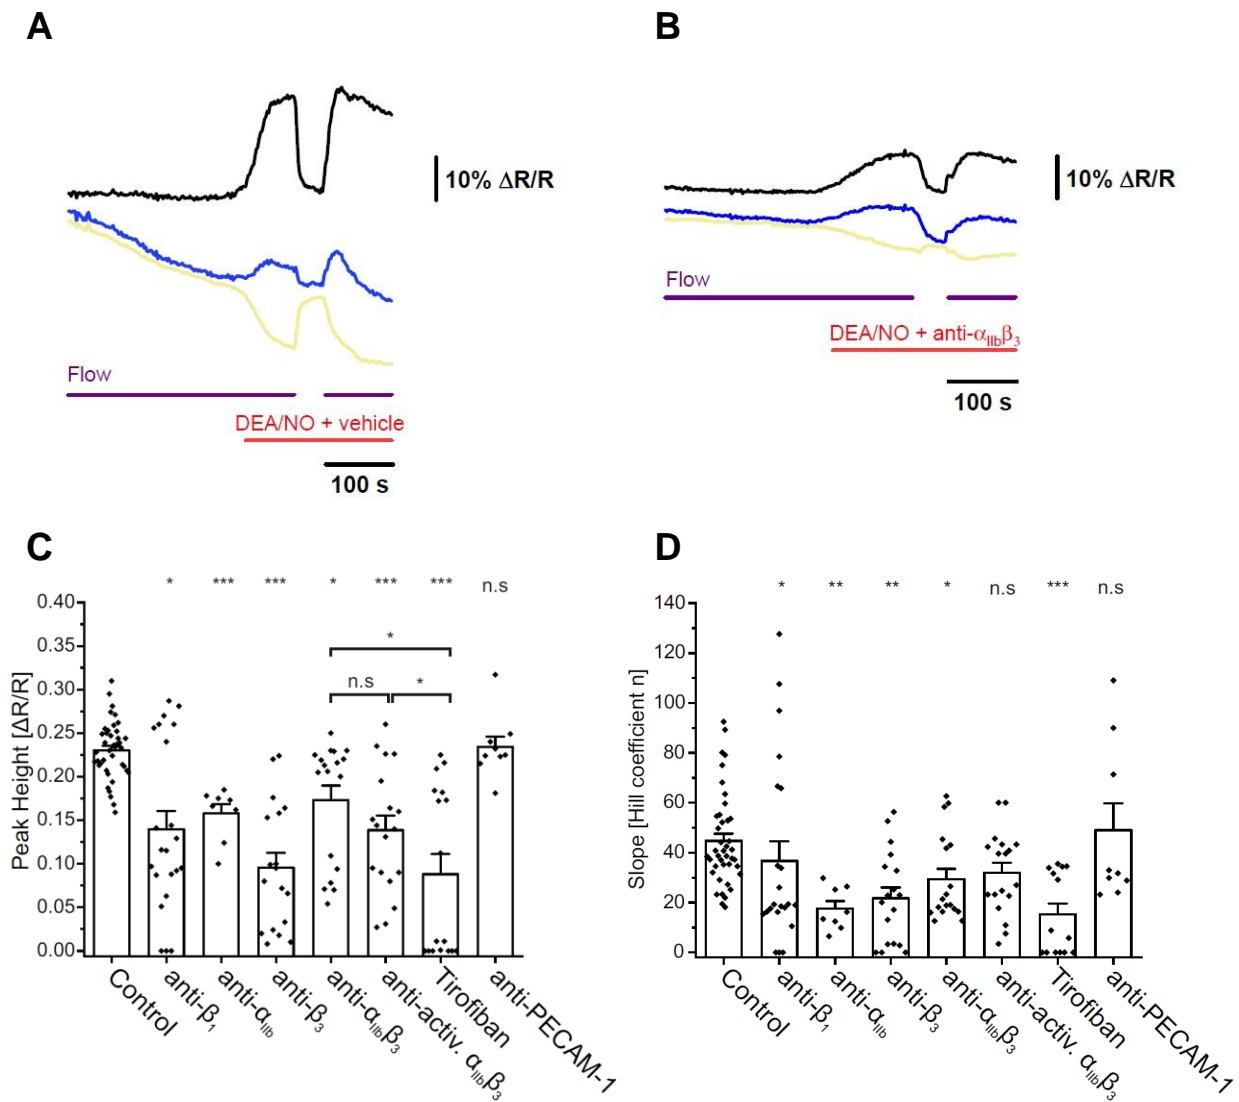 A
B
10% ΔR/R
10% ΔR/R
Flow
Flow
DEA/NO + anti-αIIbβ3
100 s
DEA/NO + vehicle
100 s
C
D
* *** *** * *** *** n.s
* ** ** * n.s *** n.s
*
n.s *
Peak Height [ΔR/R]
0.40
0.35
0.30
0.25
0.20
0.15
0.10
0.05
0.00
Control
anti-β1
anti-αIIb
anti-β3
anti-αIIbβ3
anti-activ. αIIbβ3
Tirofiban
anti-PECAM-1
Slope [Hill coefficient n]
140
120
100
80
60
40
20
0
Control
anti-β1
anti-αIIb
anti-β3
anti-αIIbβ3
anti-activ. αIIbβ3
Tirofiban
anti-PECAM-1